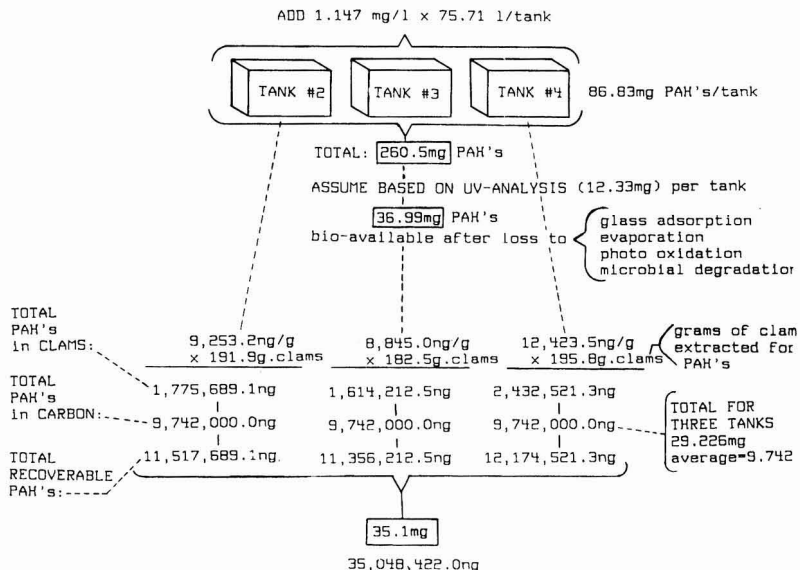 ADD 1.147 mg/l x 75.71 l/tank
TANK #2 TANK #3 TANK #4 86.83mg PAH's/tank
TOTAL: 260.5mg PAH's
ASSUME BASED ON UV-ANALYSIS (12.33mg) per tank
36.99mg PAH's
bio-available after loss to
glass adsorption
evaporation
photo oxidation
microbial degradation
TOTAL
PAH's
in CLAMS:
9,253.2ng/g 8,845.0ng/g 12,423.5ng/g
x 191.9g.clams x 182.5g.clams x 195.8g.clams
grams of clam
extracted for
PAH's
1,775,689.1ng 1,614,212.5ng 2,432,521.3ng
TOTAL
PAH's
in CARBON:
9,742,000.0ng 9,742,000.0ng 9,742,000.0ng
TOTAL FOR
THREE TANKS
29.226mg
average=9.742
TOTAL
RECOVERABLE
PAH's:
11,517,689.1ng 11,356,212.5ng 12,174,521.3ng
35.1mg
35,048,422.0ng